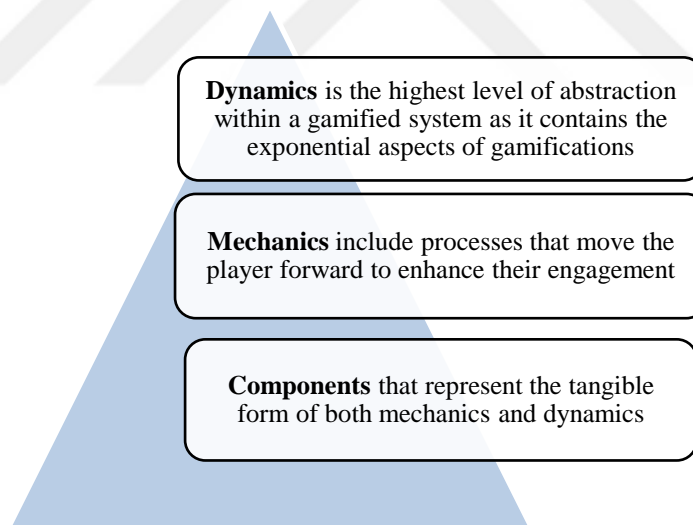 Dynamics is the highest level of abstraction
within a gamified system as it contains the
exponential aspects of gamifications
Mechanics include processes that move the
player forward to enhance their engagement
Components that represent the tangible
form of both mechanics and dynamics